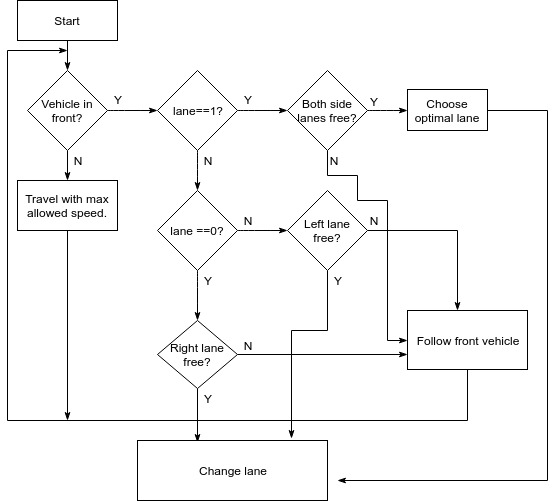 Start
Vehicle in
front?
Y
lane==1?
Y
Both side
lanes free?
Y
Choose
optimal lane
N
N
N
Travel with max
allowed speed.
lane ==0?
N
Left lane
free?
N
Y
Y
Right lane
free?
N
Follow front vehicle
Y
Change lane